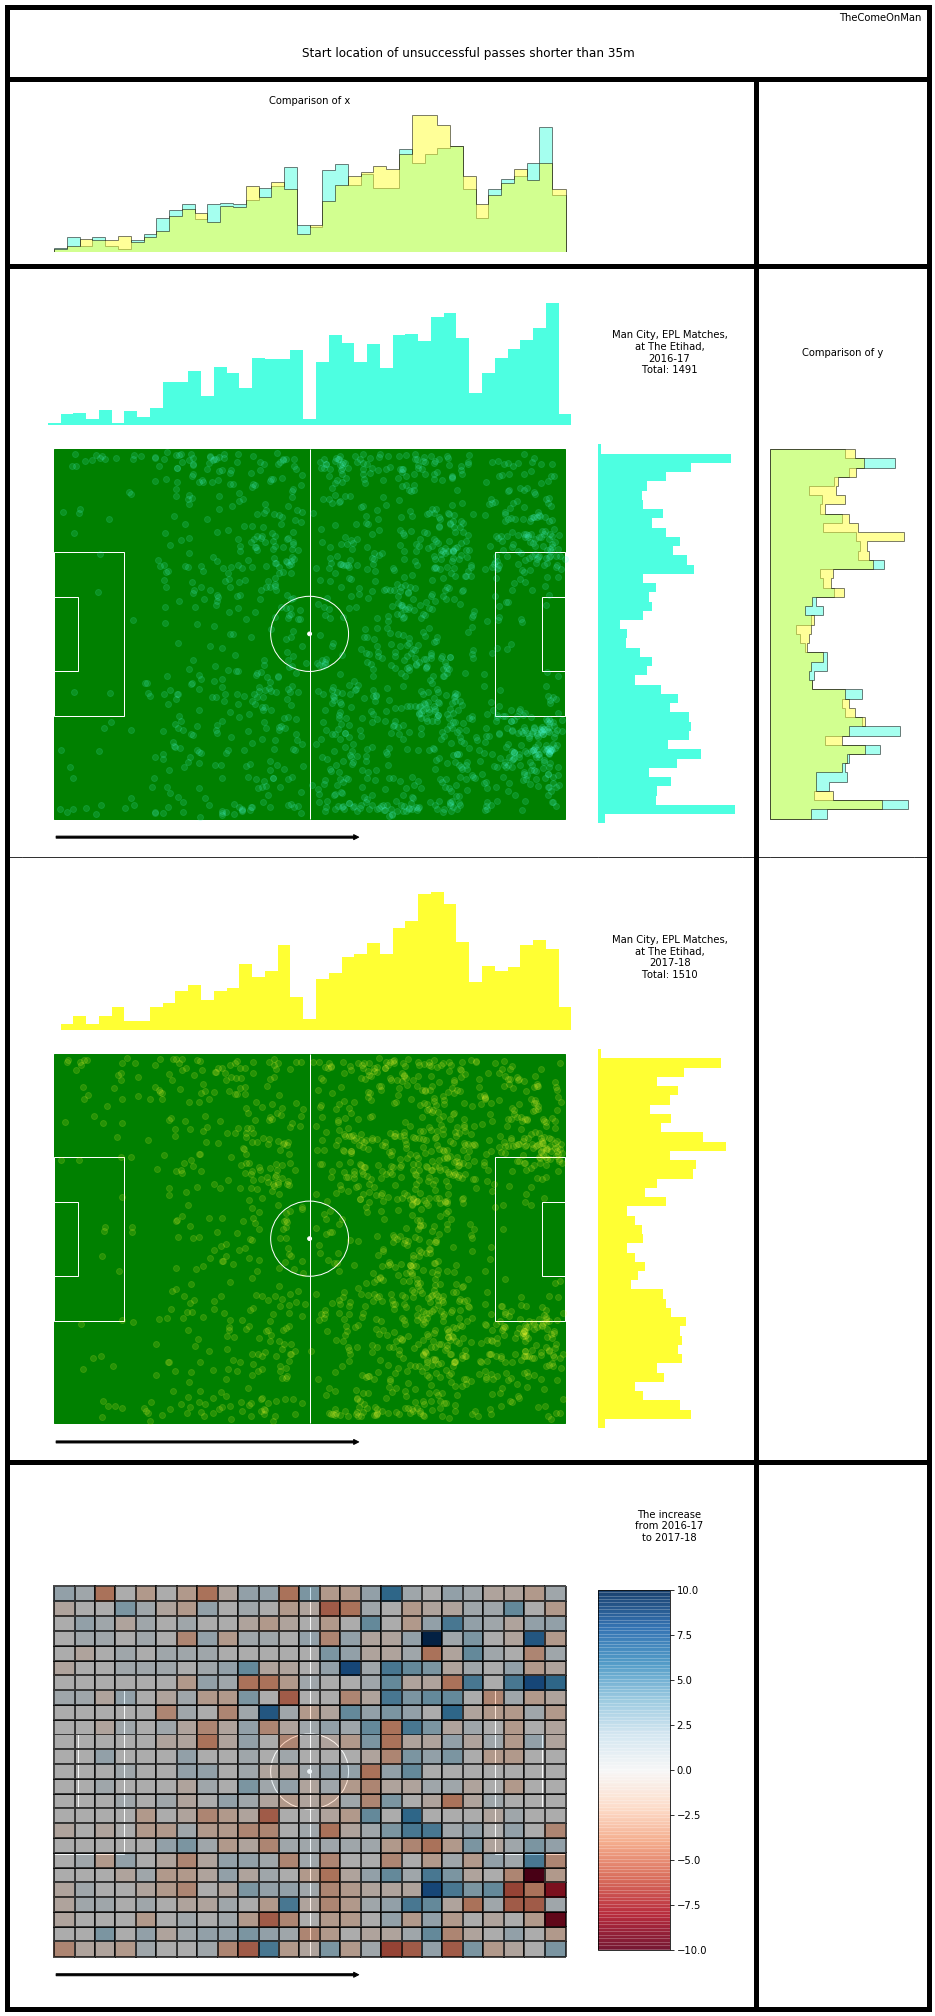 TheComeOnMan
Start location of unsuccessful passes shorter than 35m
Comparison of x
Man City, EPL Matches,
at The Etihad,
2016-17
Total: 1491
Comparison of y
Man City, EPL Matches,
at The Etihad,
2017-18
Total: 1510
The increase
from 2016-17
to 2017-18
10.0
7.5
5.0
2.5
0.0
−2.5
−5.0
−7.5
−10.0